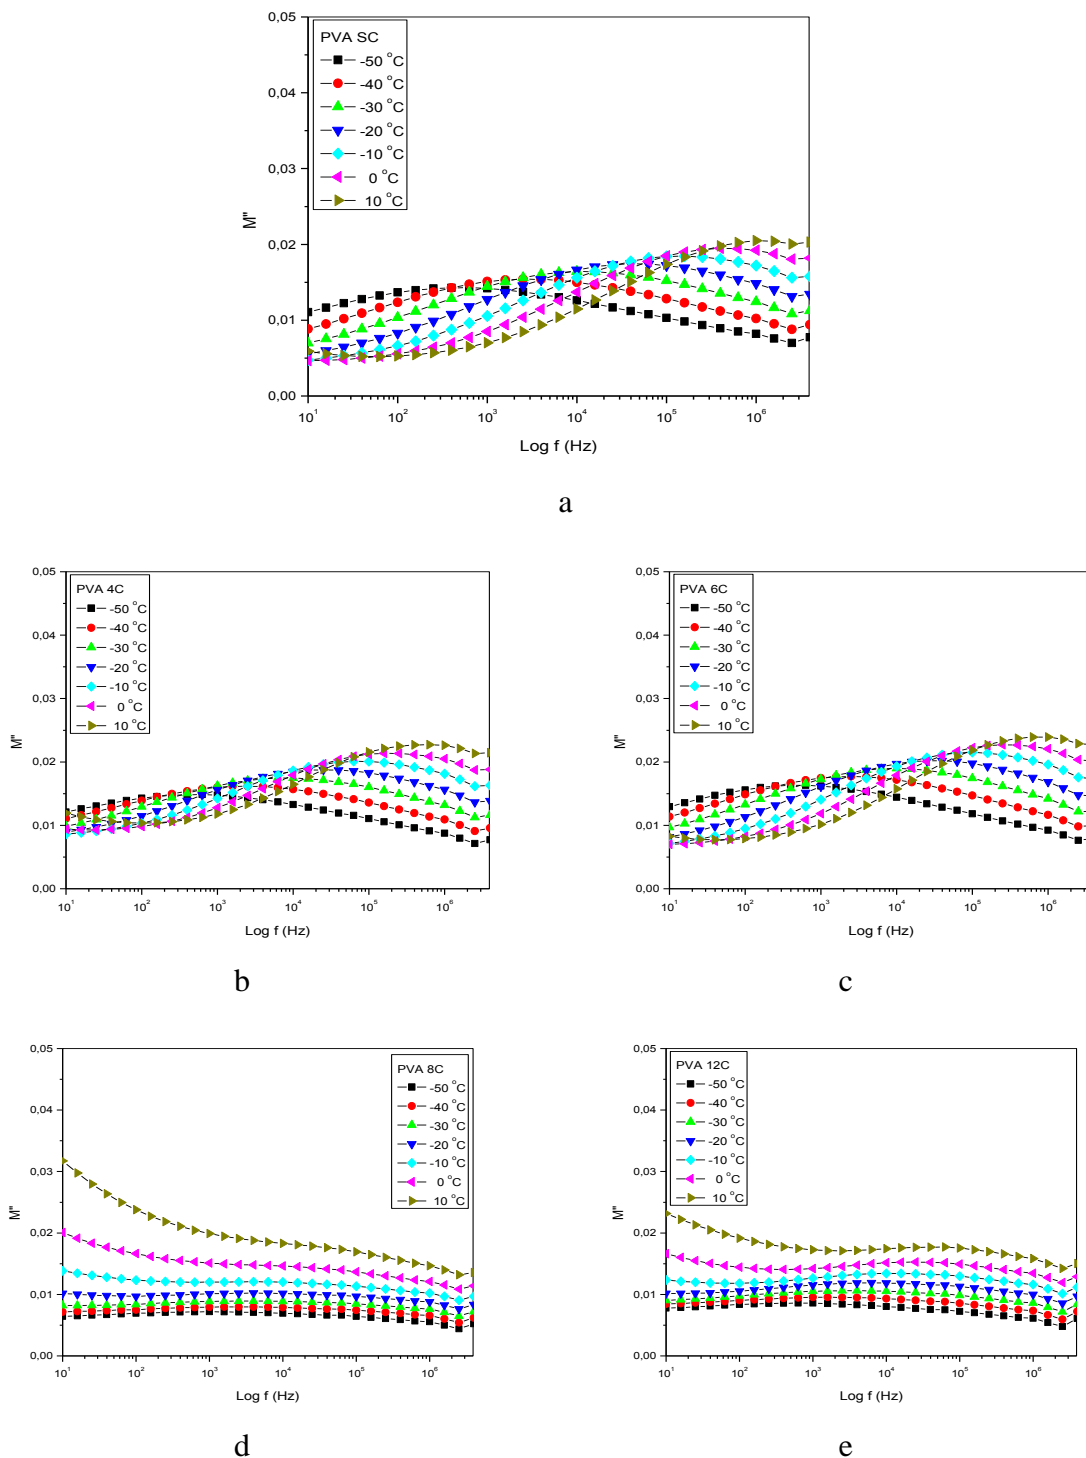 0,05
0,04
0,03
0,02
0,01
0,00
M"
PVA SC
-50 °C
-40 °C
-30 °C
-20 °C
-10 °C
0 °C
10 °C
10¹ 10² 10³ 10⁴ 10⁵ 10⁶
Log f (Hz)
a
0,05
0,04
0,03
0,02
0,01
0,00
M"
PVA 4C
-50 °C
-40 °C
-30 °C
-20 °C
-10 °C
0 °C
10 °C
10¹ 10² 10³ 10⁴ 10⁵ 10⁶
Log f (Hz)
b
0,05
0,04
0,03
0,02
0,01
0,00
M"
PVA 6C
-50 °C
-40 °C
-30 °C
-20 °C
-10 °C
0 °C
10 °C
10¹ 10² 10³ 10⁴ 10⁵ 10⁶
Log f (Hz)
c
0,05
0,04
0,03
0,02
0,01
0,00
M"
PVA 8C
-50 °C
-40 °C
-30 °C
-20 °C
-10 °C
0 °C
10 °C
10¹ 10² 10³ 10⁴ 10⁵ 10⁶
Log f (Hz)
d
0,05
0,04
0,03
0,02
0,01
0,00
M"
PVA 12C
-50 °C
-40 °C
-30 °C
-20 °C
-10 °C
0 °C
10 °C
10¹ 10² 10³ 10⁴ 10⁵ 10⁶
Log f (Hz)
e